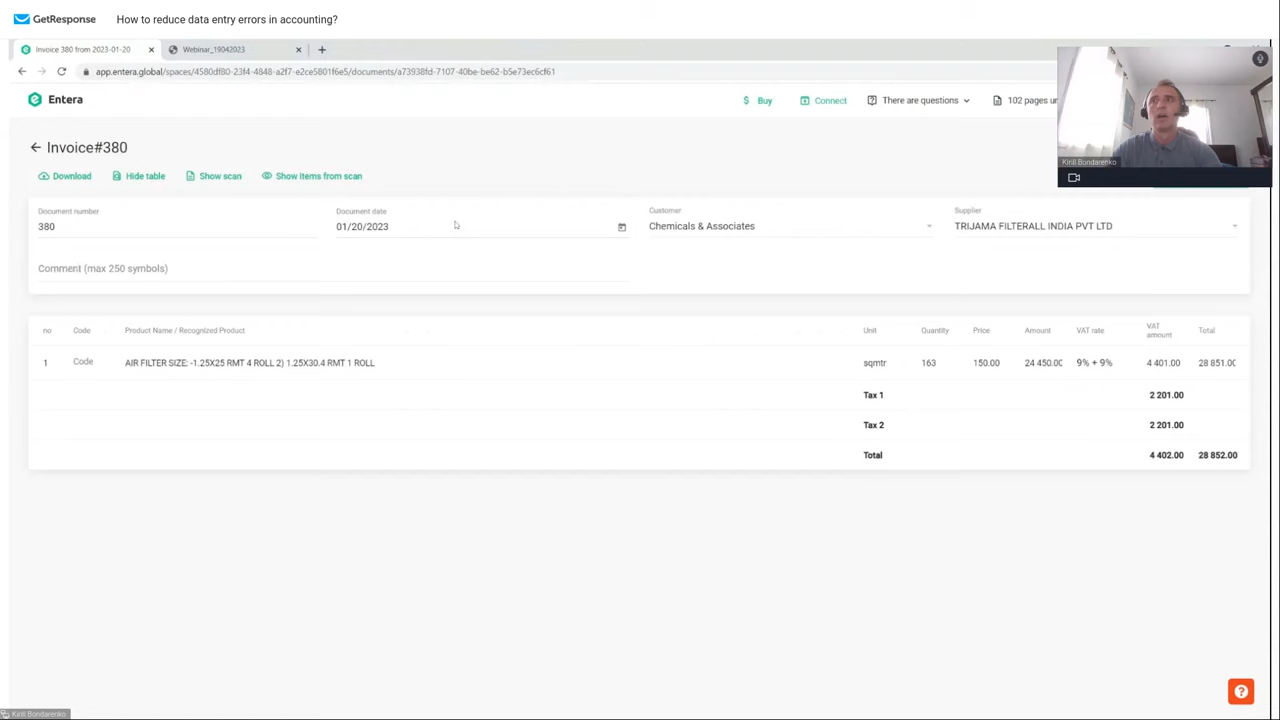 GetResponse How to reduce data entry errors in accounting?
Invoice 380 from 2023-01-20 Webinar_19042023
app.entera.global/spaces/4580df80-23f4-4848-a2f7-e2ce5801f6e5/documents/a73938fd-7107-40be-be62-b5e73ec6cf61
Entera Buy Connect There are questions 102 pages
Kirill Bondarenko
Invoice#380
Download Hide table Show scan Show items from scan
Document number Document date Customer Supplier
380 01/20/2023 Chemicals & Associates TRIJAMA FILTERALL INDIA PVT LTD
Comment (max 250 symbols)
no Code Product Name / Recognized Product Unit Quantity Price Amount VAT rate VAT amount Total
1 Code AIR FILTER SIZE: -1.25X25 RMT 4 ROLL 2) 1.25X30.4 RMT 1 ROLL sqmtr 163 150.00 24 450.00 9% + 9% 4 401.00 28 851.00
Tax 1 2 201.00
Tax 2 2 201.00
Total 4 402.00 28 852.00
Kirill Bondarenko